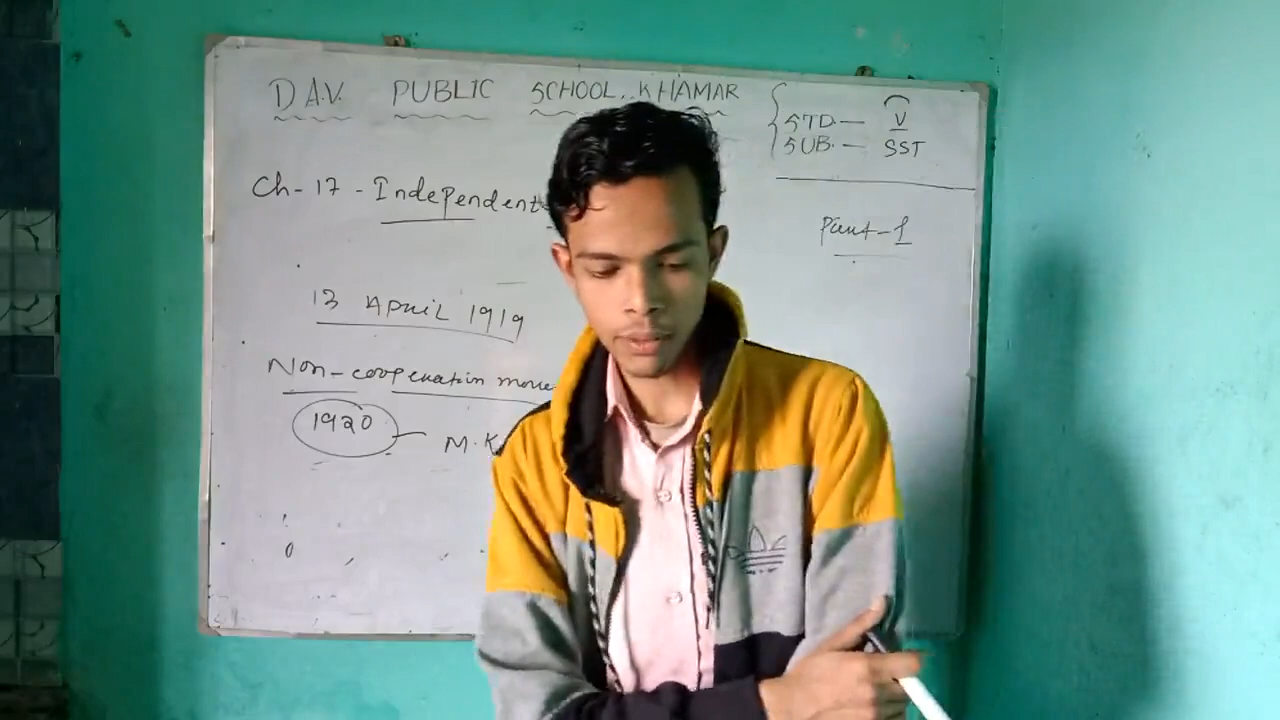 D.A.V. PUBLIC SCHOOL..KHAMAR
STD.— V
SUB.— SST
Ch-17 - Independent
Part-1
13 April 1919
Non-cooperation move
1920 — M.K